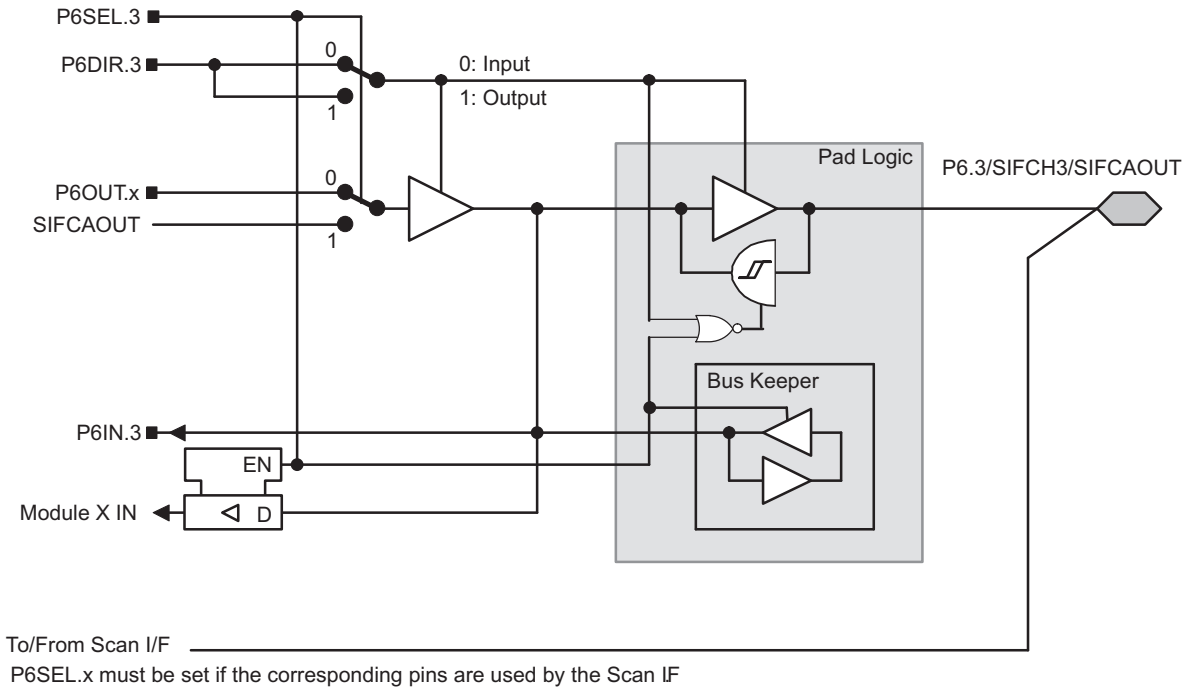 P6SEL.3
P6DIR.3
0
1
0: Input
1: Output
Pad Logic
P6.3/SIFCH3/SIFCAOUT
P6OUT.x
0
SIFCAOUT
1
Bus Keeper
P6IN.3
EN
Module X IN
D
To/From Scan I/F
P6SEL.x must be set if the corresponding pins are used by the Scan IF